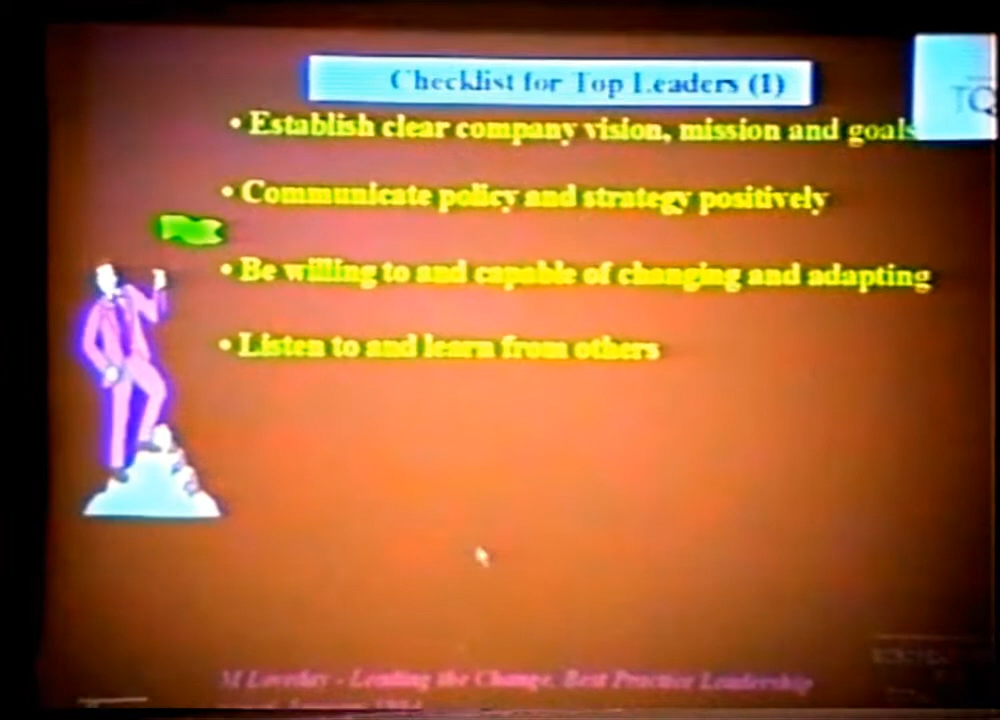 Checklist for Top Leaders (1)
TQ
• Establish clear company vision, mission and goals
• Communicate policy and strategy positively
• Be willing to and capable of changing and adapting
• Listen to and learn from others
M Loveday - Leading the Change, Best Practice Leadership